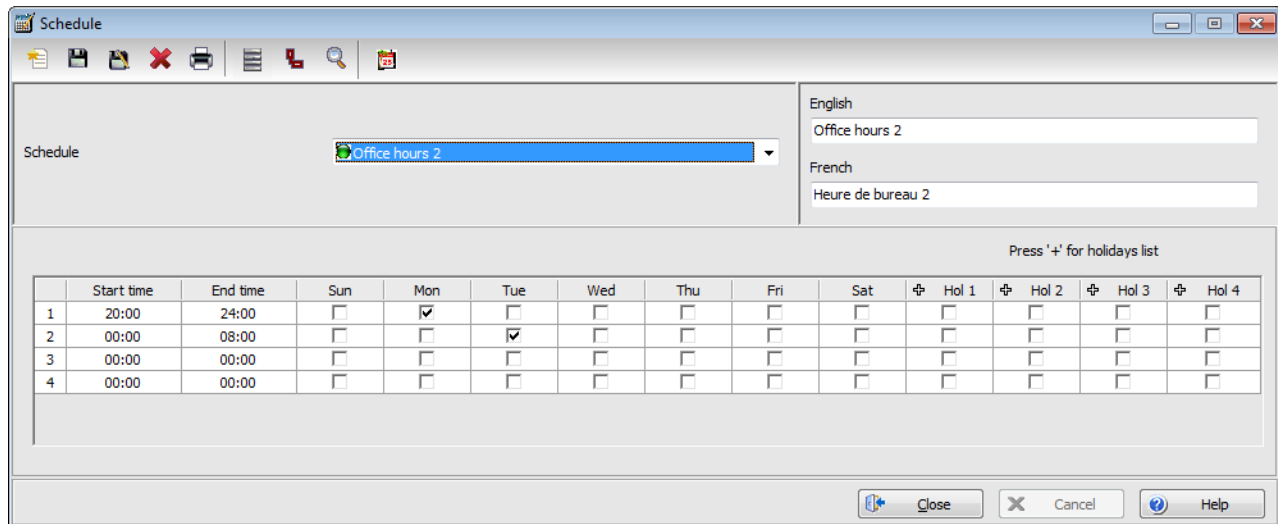 Schedule
English
Office hours 2
Schedule Office hours 2
French
Heure de bureau 2
Press '+' for holidays list
Start time End time Sun Mon Tue Wed Thu Fri Sat Hol 1 Hol 2 Hol 3 Hol 4
1 20:00 24:00
2 00:00 08:00
3 00:00 00:00
4 00:00 00:00
Close Cancel Help